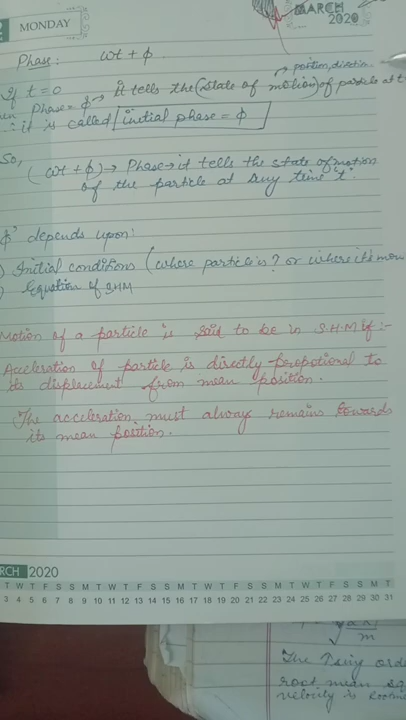 MONDAY
MARCH
2020
Phase: ωt + φ
position, direction
If t=0 It tells the (state of motion) of particle at t
Phase = φ
∴ it is called [initial phase = φ]
So,
(ωt + φ) → Phase → it tells the state of motion
of the particle at any time 't'.
'φ' depends upon:
Initial conditions (where particle is? or where it's mov
Equation of SHM
Motion of a particle is said to be in S.H.M if :-
Acceleration of particle is directly propotional to
its displacement from mean position.
The acceleration must always remains towards
its mean position.
RCH 2020
T W T F S S M T W T F S S M T W T F S S M T W T F S S M T
3 4 5 6 7 8 9 10 11 12 13 14 15 16 17 18 19 20 21 22 23 24 25 26 27 28 29 30 31
m
The
root mean sq
velocity is